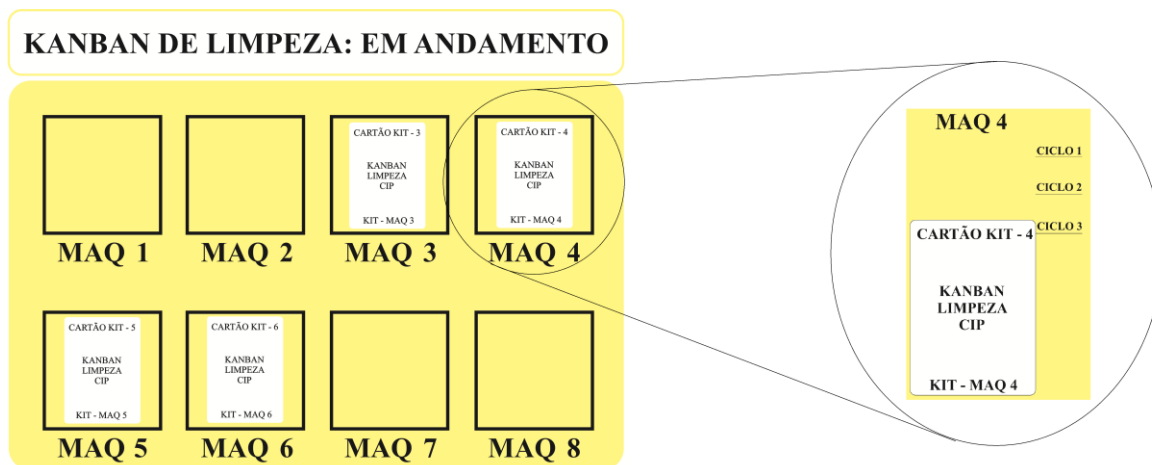 KANBAN DE LIMPEZA: EM ANDAMENTO
CARTÃO KIT - 3
KANBAN
LIMPEZA
CIP
KIT - MAQ 3
CARTÃO KIT - 4
KANBAN
LIMPEZA
CIP
KIT - MAQ 4
MAQ 1
MAQ 2
MAQ 3
MAQ 4
CARTÃO KIT - 5
KANBAN
LIMPEZA
CIP
KIT - MAQ 5
CARTÃO KIT - 6
KANBAN
LIMPEZA
CIP
KIT - MAQ 6
MAQ 5
MAQ 6
MAQ 7
MAQ 8
MAQ 4
CICLO 1
CICLO 2
CICLO 3
CARTÃO KIT - 4
KANBAN
LIMPEZA
CIP
KIT - MAQ 4